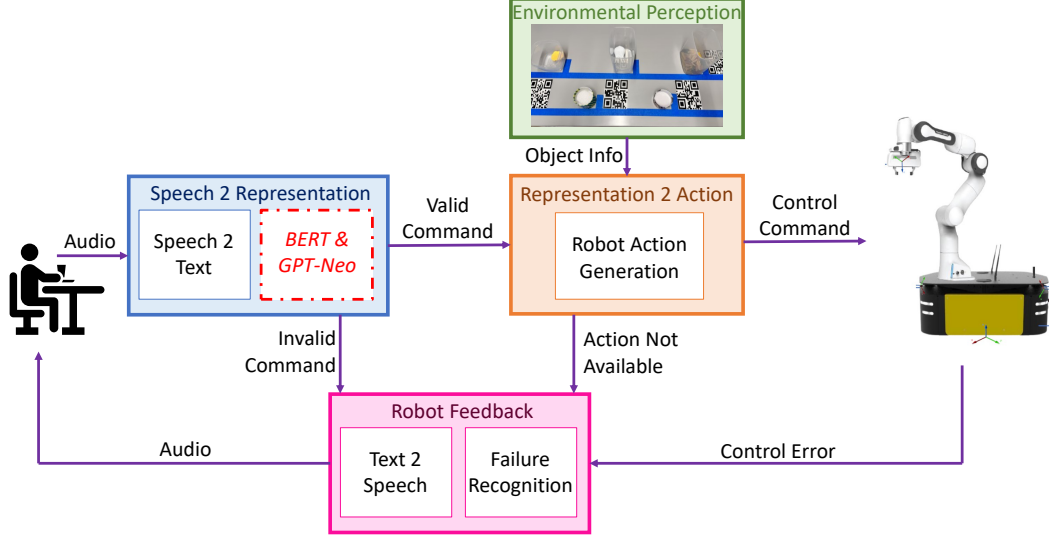 Environmental Perception
Object Info
Speech 2 Representation
Speech 2
Text
BERT &
GPT-Neo
Audio
Valid
Command
Representation 2 Action
Robot Action
Generation
Control
Command
Invalid
Command
Action Not
Available
Robot Feedback
Text 2
Speech
Failure
Recognition
Audio
Control Error